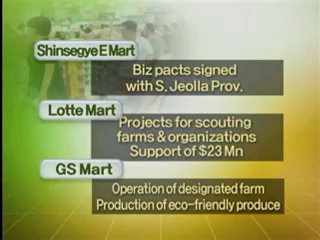 Shinsegye E Mart
Biz pacts signed
with S. Jeolla Prov.
Lotte Mart
Projects for scouting
farms & organizations
Support of $23 Mn
GS Mart
Operation of designated farm
Production of eco-friendly produce